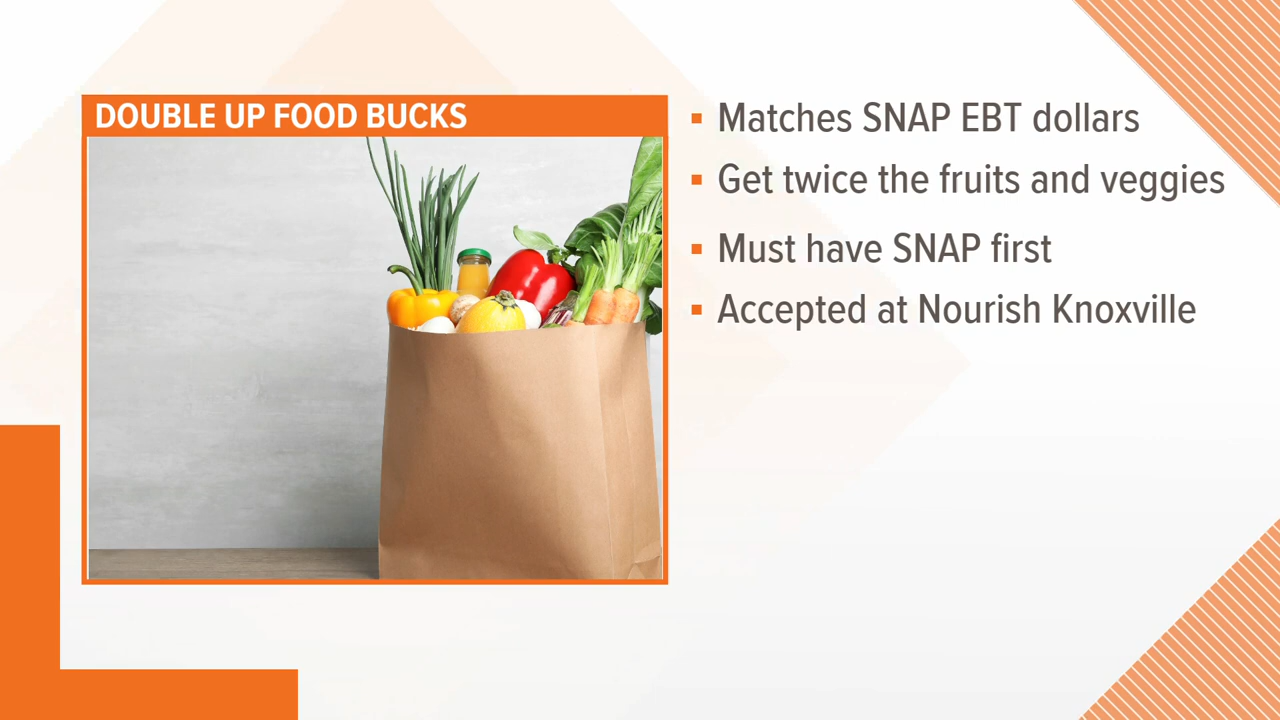 DOUBLE UP FOOD BUCKS
Matches SNAP EBT dollars
Get twice the fruits and veggies
Must have SNAP first
Accepted at Nourish Knoxville